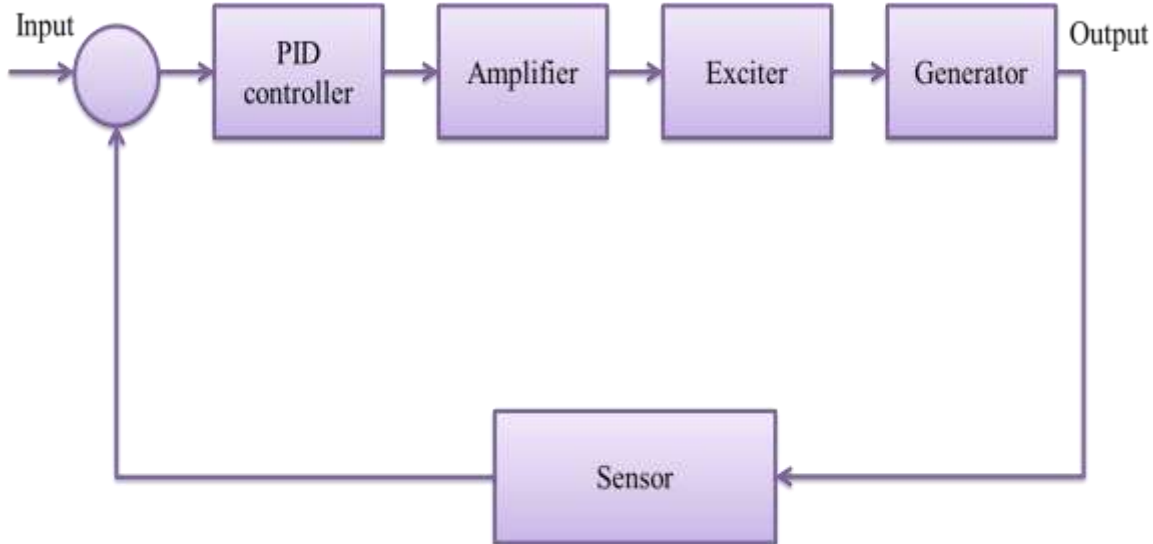 Input
PID
controller
Amplifier
Exciter
Generator
Output
Sensor